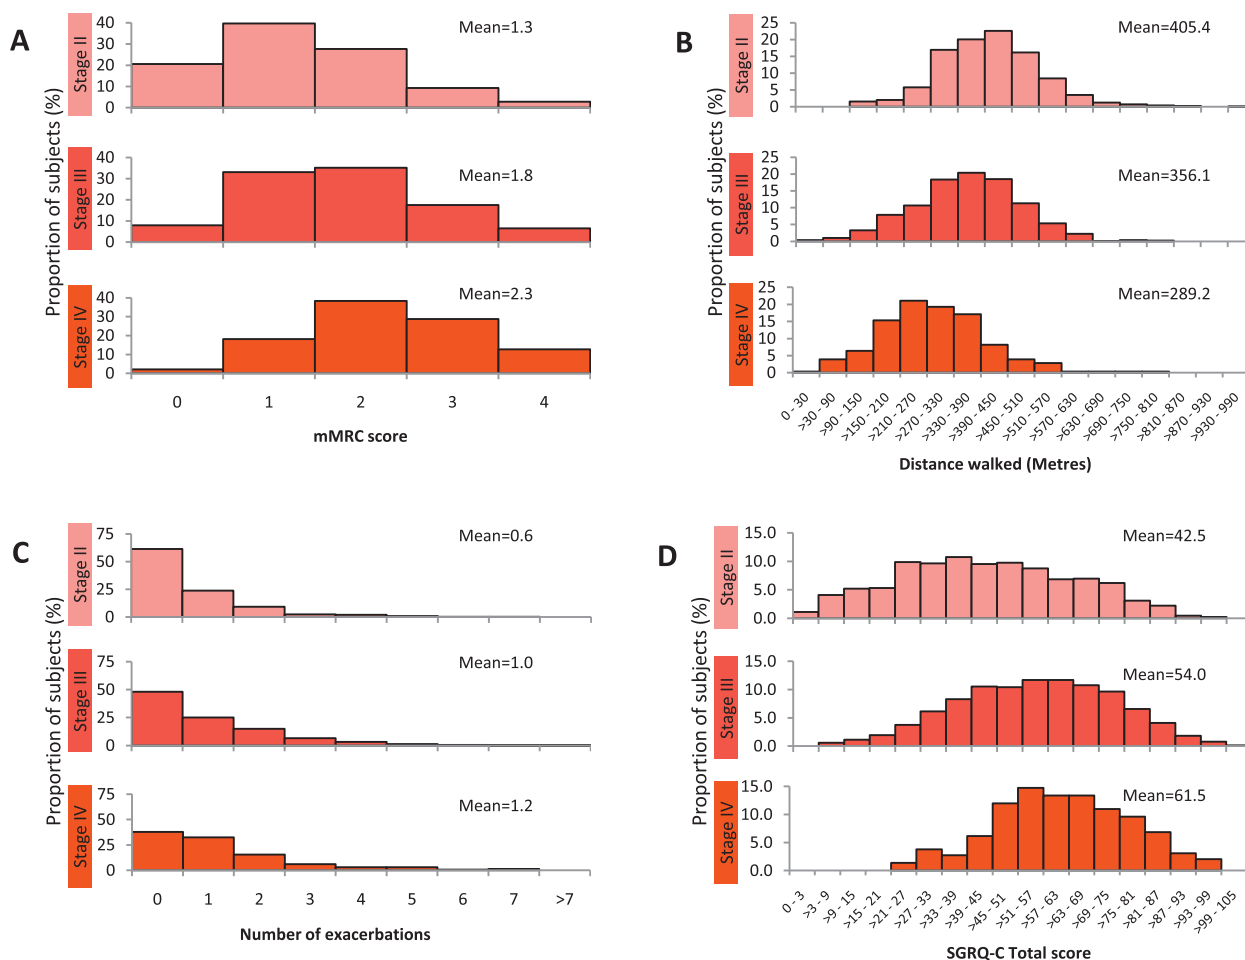 A
Proportion of subjects (%)
Stage II
40
30
20
10
0
Mean=1.3
Stage III
40
30
20
10
0
Mean=1.8
Stage IV
40
30
20
10
0
Mean=2.3
0 1 2 3 4
mMRC score
B
Proportion of subjects (%)
Stage II
25
20
15
10
5
0
Mean=405.4
Stage III
25
20
15
10
5
0
Mean=356.1
Stage IV
25
20
15
10
5
0
Mean=289.2
0 - 30
>30 - 90
>90 - 150
>150 - 210
>210 - 270
>270 - 330
>330 - 390
>390 - 450
>450 - 510
>510 - 570
>570 - 630
>630 - 690
>690 - 750
>750 - 810
>810 - 870
>870 - 930
>930 - 990
Distance walked (Metres)
C
Proportion of subjects (%)
Stage II
75
50
25
0
Mean=0.6
Stage III
75
50
25
0
Mean=1.0
Stage IV
75
50
25
0
Mean=1.2
0 1 2 3 4 5 6 7 >7
Number of exacerbations
D
Proportion of subjects (%)
Stage II
15.0
10.0
5.0
0.0
Mean=42.5
Stage III
15.0
10.0
5.0
0.0
Mean=54.0
Stage IV
15.0
10.0
5.0
0.0
Mean=61.5
0 - 3
>3 - 9
>9 - 15
>15 - 21
>21 - 27
>27 - 33
>33 - 39
>39 - 45
>45 - 51
>51 - 57
>57 - 63
>63 - 69
>69 - 75
>75 - 81
>81 - 87
>87 - 93
>93 - 99
>99 - 105
SGRQ-C Total score